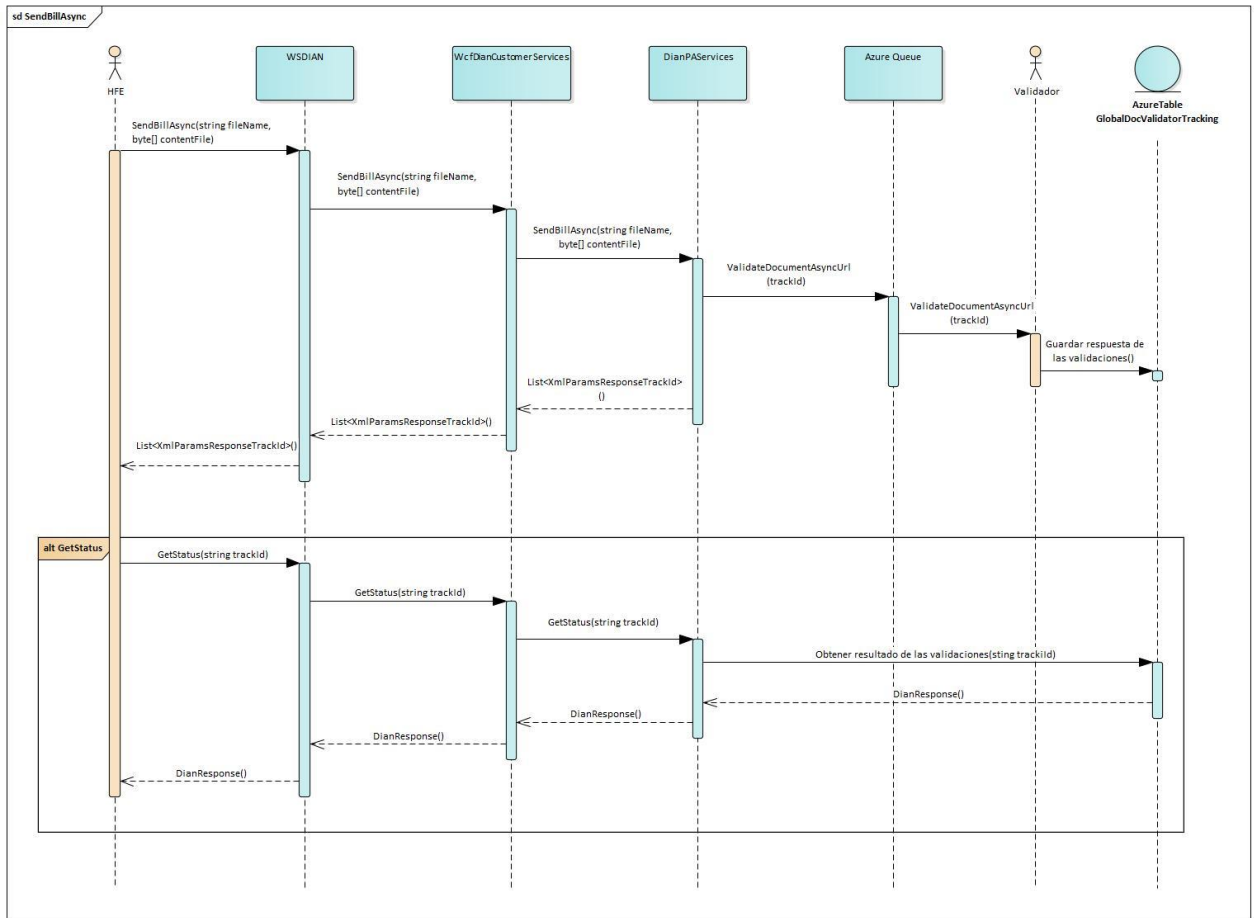 sd SendBillAsync
HFE
WSDIAN
WcfDianCustomerServices
DianPAServices
Azure Queue
Validador
AzureTable
GlobalDocValidatorTracking
SendBillAsync(string fileName,
byte[] contentFile)
SendBillAsync(string fileName,
byte[] contentFile)
SendBillAsync(string fileName,
byte[] contentFile)
ValidateDocumentAsyncUrl
(trackId)
ValidateDocumentAsyncUrl
(trackId)
Guardar respuesta de
las validaciones()
List<XmlParamsResponseTrackId>
()
List<XmlParamsResponseTrackId>()
List<XmlParamsResponseTrackId>()
alt GetStatus
GetStatus(string trackId)
GetStatus(string trackId)
GetStatus(string trackId)
Obtener resultado de las validaciones(sting trackiId)
DianResponse()
DianResponse()
DianResponse()
DianResponse()